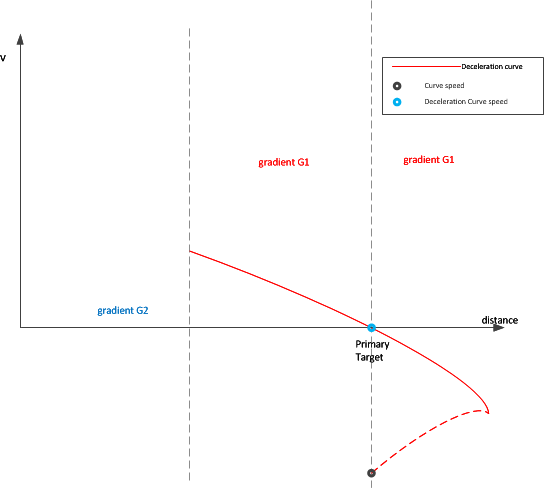 V
Deceleration curve
Curve speed
Deceleration Curve speed
gradient G1
gradient G1
gradient G2
distance
Primary
Target